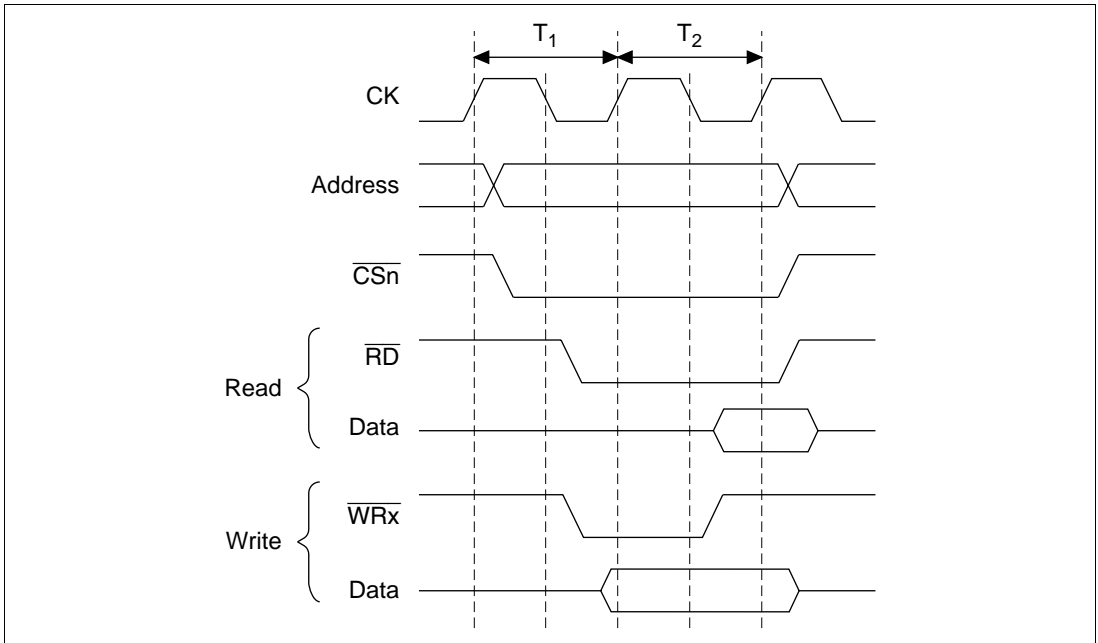 T1 T2
CK
Address
CSn
RD
Read
Data
WRx
Write
Data